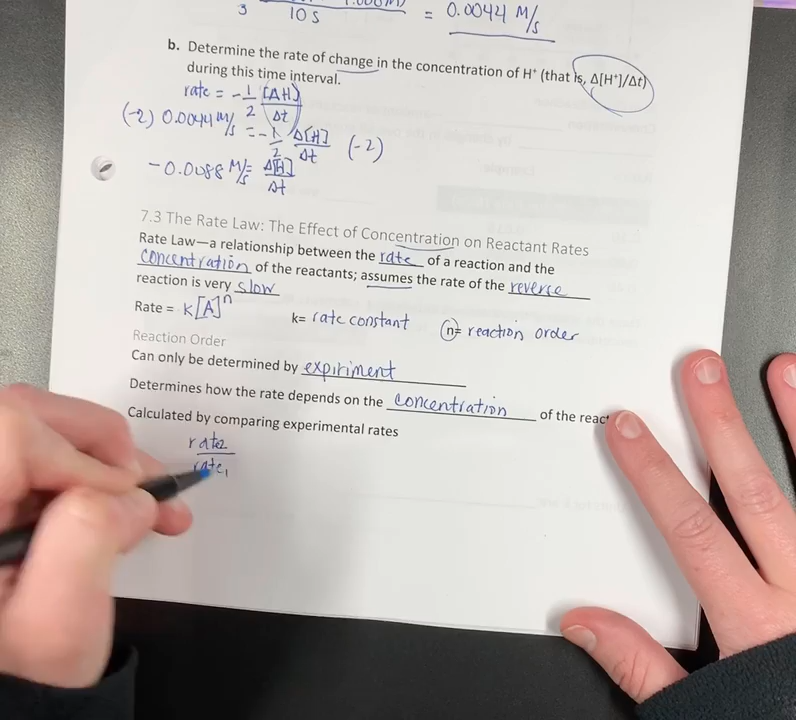 3 10 s = 0.0044 M/s
b. Determine the rate of change in the concentration of H⁺ (that is, Δ[H⁺]/Δt)
during this time interval.
rate = -1/2 [ΔH]/Δt
(-2) 0.0044 M/s = -1/2 Δ[H]/Δt (-2)
-0.0088 M/s = Δ[H]/Δt
7.3 The Rate Law: The Effect of Concentration on Reactant Rates
Rate Law—a relationship between the rate of a reaction and the
concentration of the reactants; assumes the rate of the reverse
reaction is very slow
Rate = k[A]ⁿ k= rate constant n= reaction order
Reaction Order
Can only be determined by expiriment
Determines how the rate depends on the concentration of the reac
Calculated by comparing experimental rates
rate2
rate1